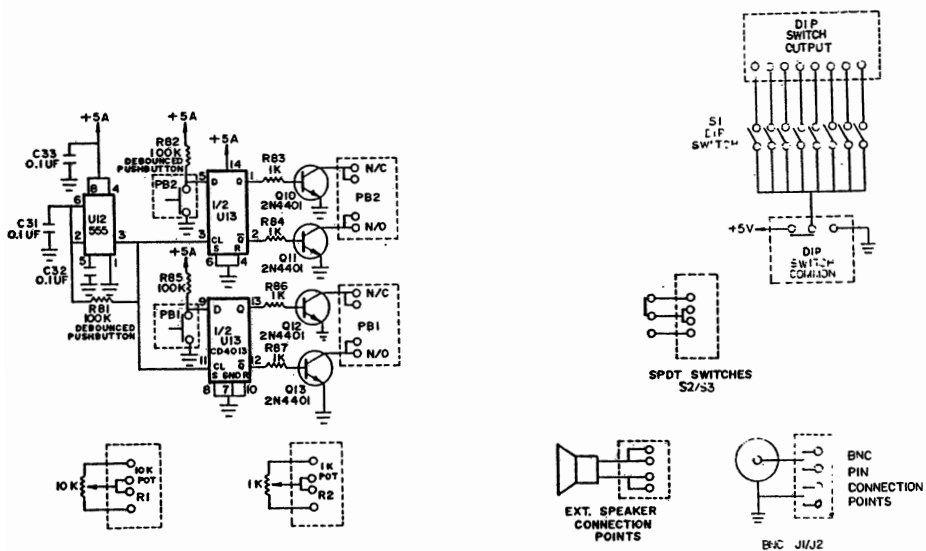 DIP
SWITCH
OUTPUT
S1
DIP
SWITCH
+5V
DIP
SWITCH
COMMON
+5A
C33
0.1UF
8
4
6
U12
555
C31
0.1UF
2
3
5
1
C32
0.1UF
R81
100K
DEBOUNCED
PUSHBUTTON
+5A
R82
100K
DEBOUNCED
PUSHBUTTON
PB2
+5A
14
5
D
Q
1
1/2
U13
3
CL
Q
2
S
R
6
4
R83
1K
Q10
2N4401
R84
1K
Q11
2N4401
N/C
PB2
N/O
+5A
R85
100K
PB1
9
D
Q
13
1/2
U13
CD4013
11
CL
Q
12
S
GND
R
8
7
10
R86
1K
Q12
2N4401
R87
1K
Q13
2N4401
N/C
PB1
N/O
SPDT SWITCHES
S2/S3
10K
10K
POT
R1
1K
1K
POT
R2
EXT. SPEAKER
CONNECTION
POINTS
BNC
PIN
CONNECTION
POINTS
BNC J1/J2